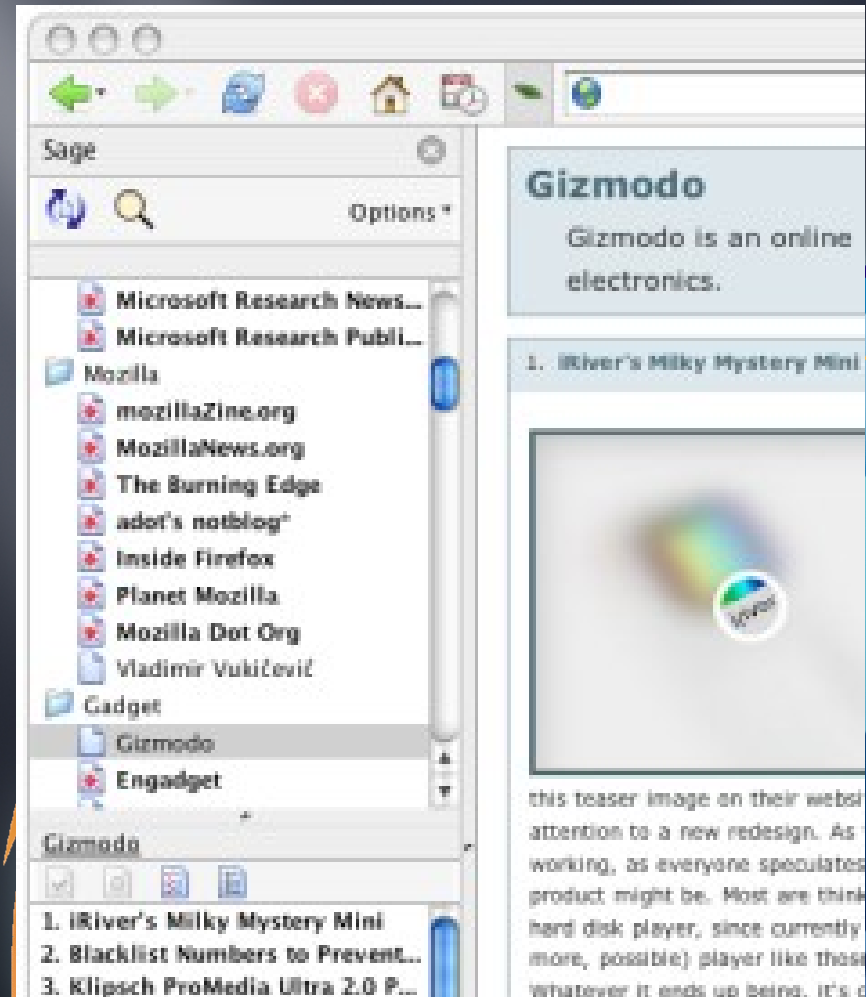 Sage
Options
Microsoft Research News...
Microsoft Research Publi...
Mozilla
mozillaZine.org
MozillaNews.org
The Burning Edge
adot's notblog*
Inside Firefox
Planet Mozilla
Mozilla Dot Org
Vladimir Vukićević
Gadget
Gizmodo
Engadget
Gizmodo
1. iRiver's Milky Mystery Mini
2. Blacklist Numbers to Prevent...
3. Klipsch ProMedia Ultra 2.0 P...
Gizmodo
Gizmodo is an online
electronics.
1. iRiver's Milky Mystery Mini
iriver
this teaser image on their websi
attention to a new redesign. As
working, as everyone speculates
product might be. Most are think
hard disk player, since currently
more, possible) player like those
Whatever it ends up being, it's